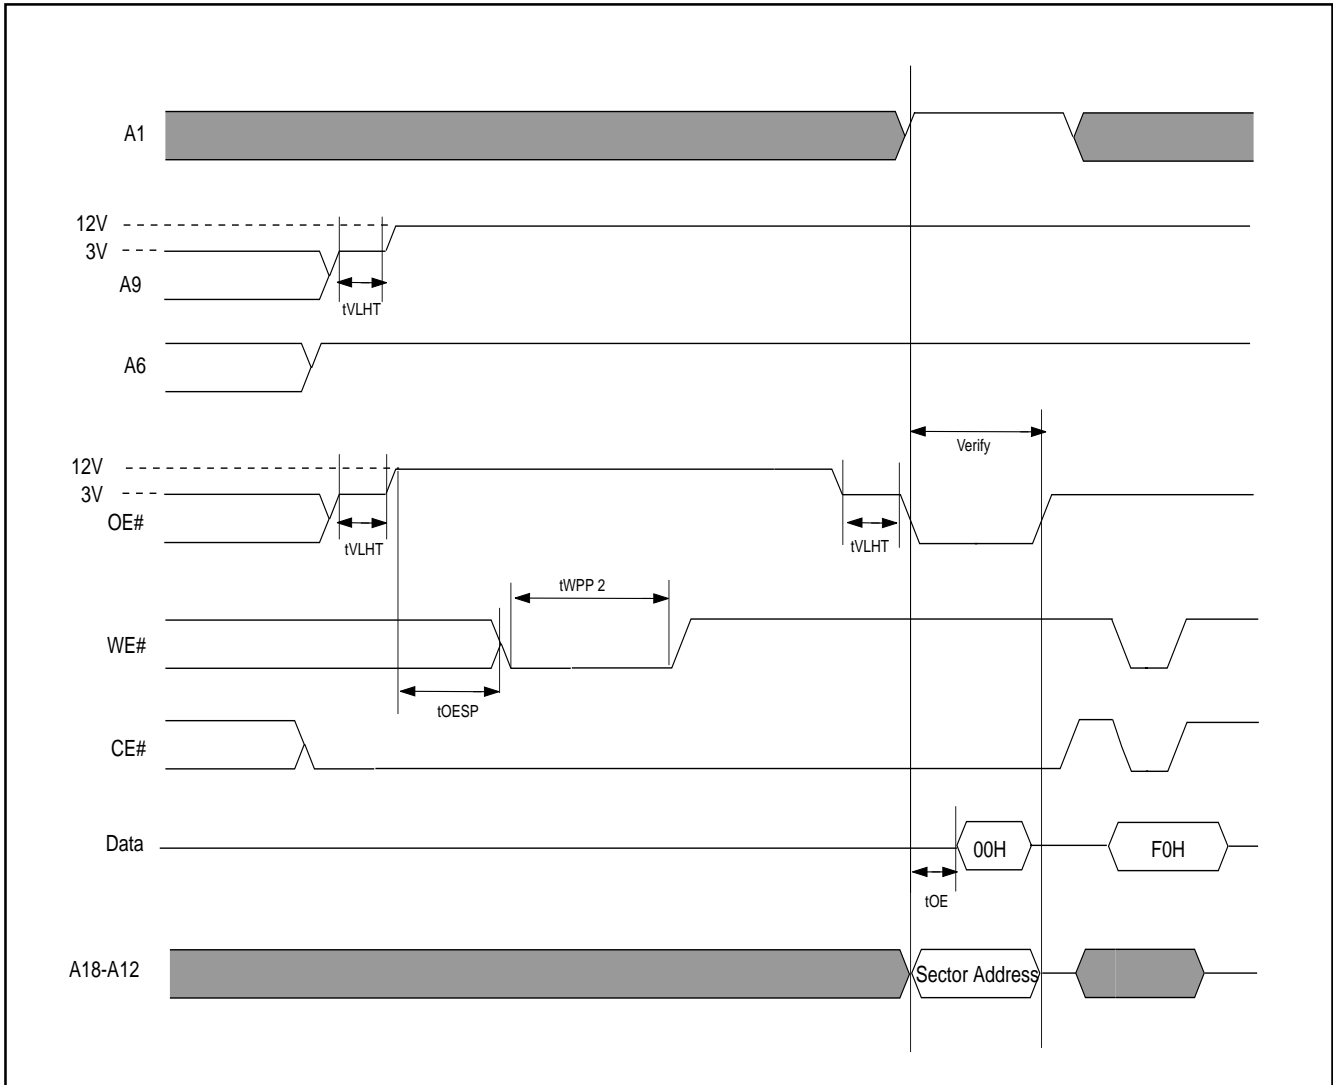 A1
12V
3V
A9
tVLHT
A6
Verify
12V
3V
OE#
tVLHT
tVLHT
tWPP 2
WE#
tOESP
CE#
Data
00H
F0H
tOE
A18-A12
Sector Address